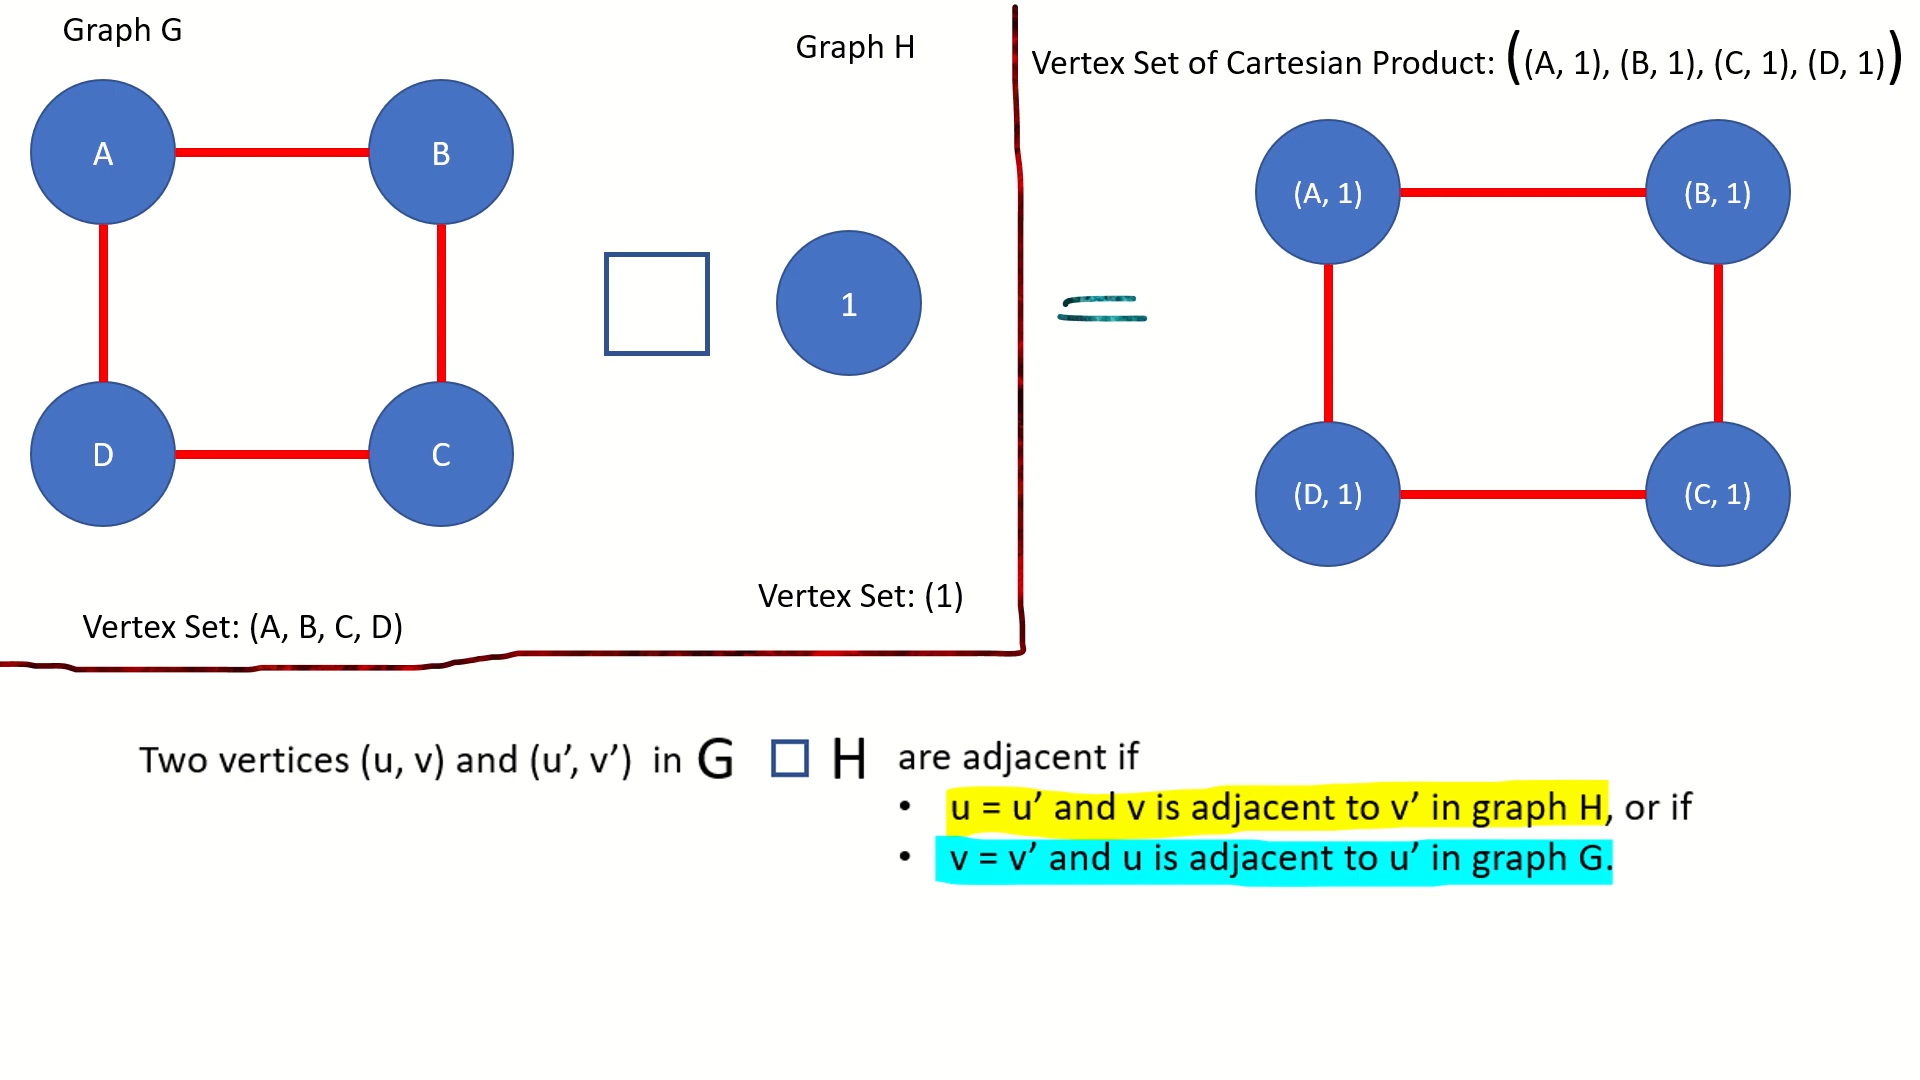 Graph G
Graph H
Vertex Set of Cartesian Product: ((A, 1), (B, 1), (C, 1), (D, 1))
A
B
(A, 1)
(B, 1)
1
=
D
C
(D, 1)
(C, 1)
Vertex Set: (1)
Vertex Set: (A, B, C, D)
Two vertices (u, v) and (u’, v’) in G □ H are adjacent if
• u = u’ and v is adjacent to v’ in graph H, or if
• v = v’ and u is adjacent to u’ in graph G.